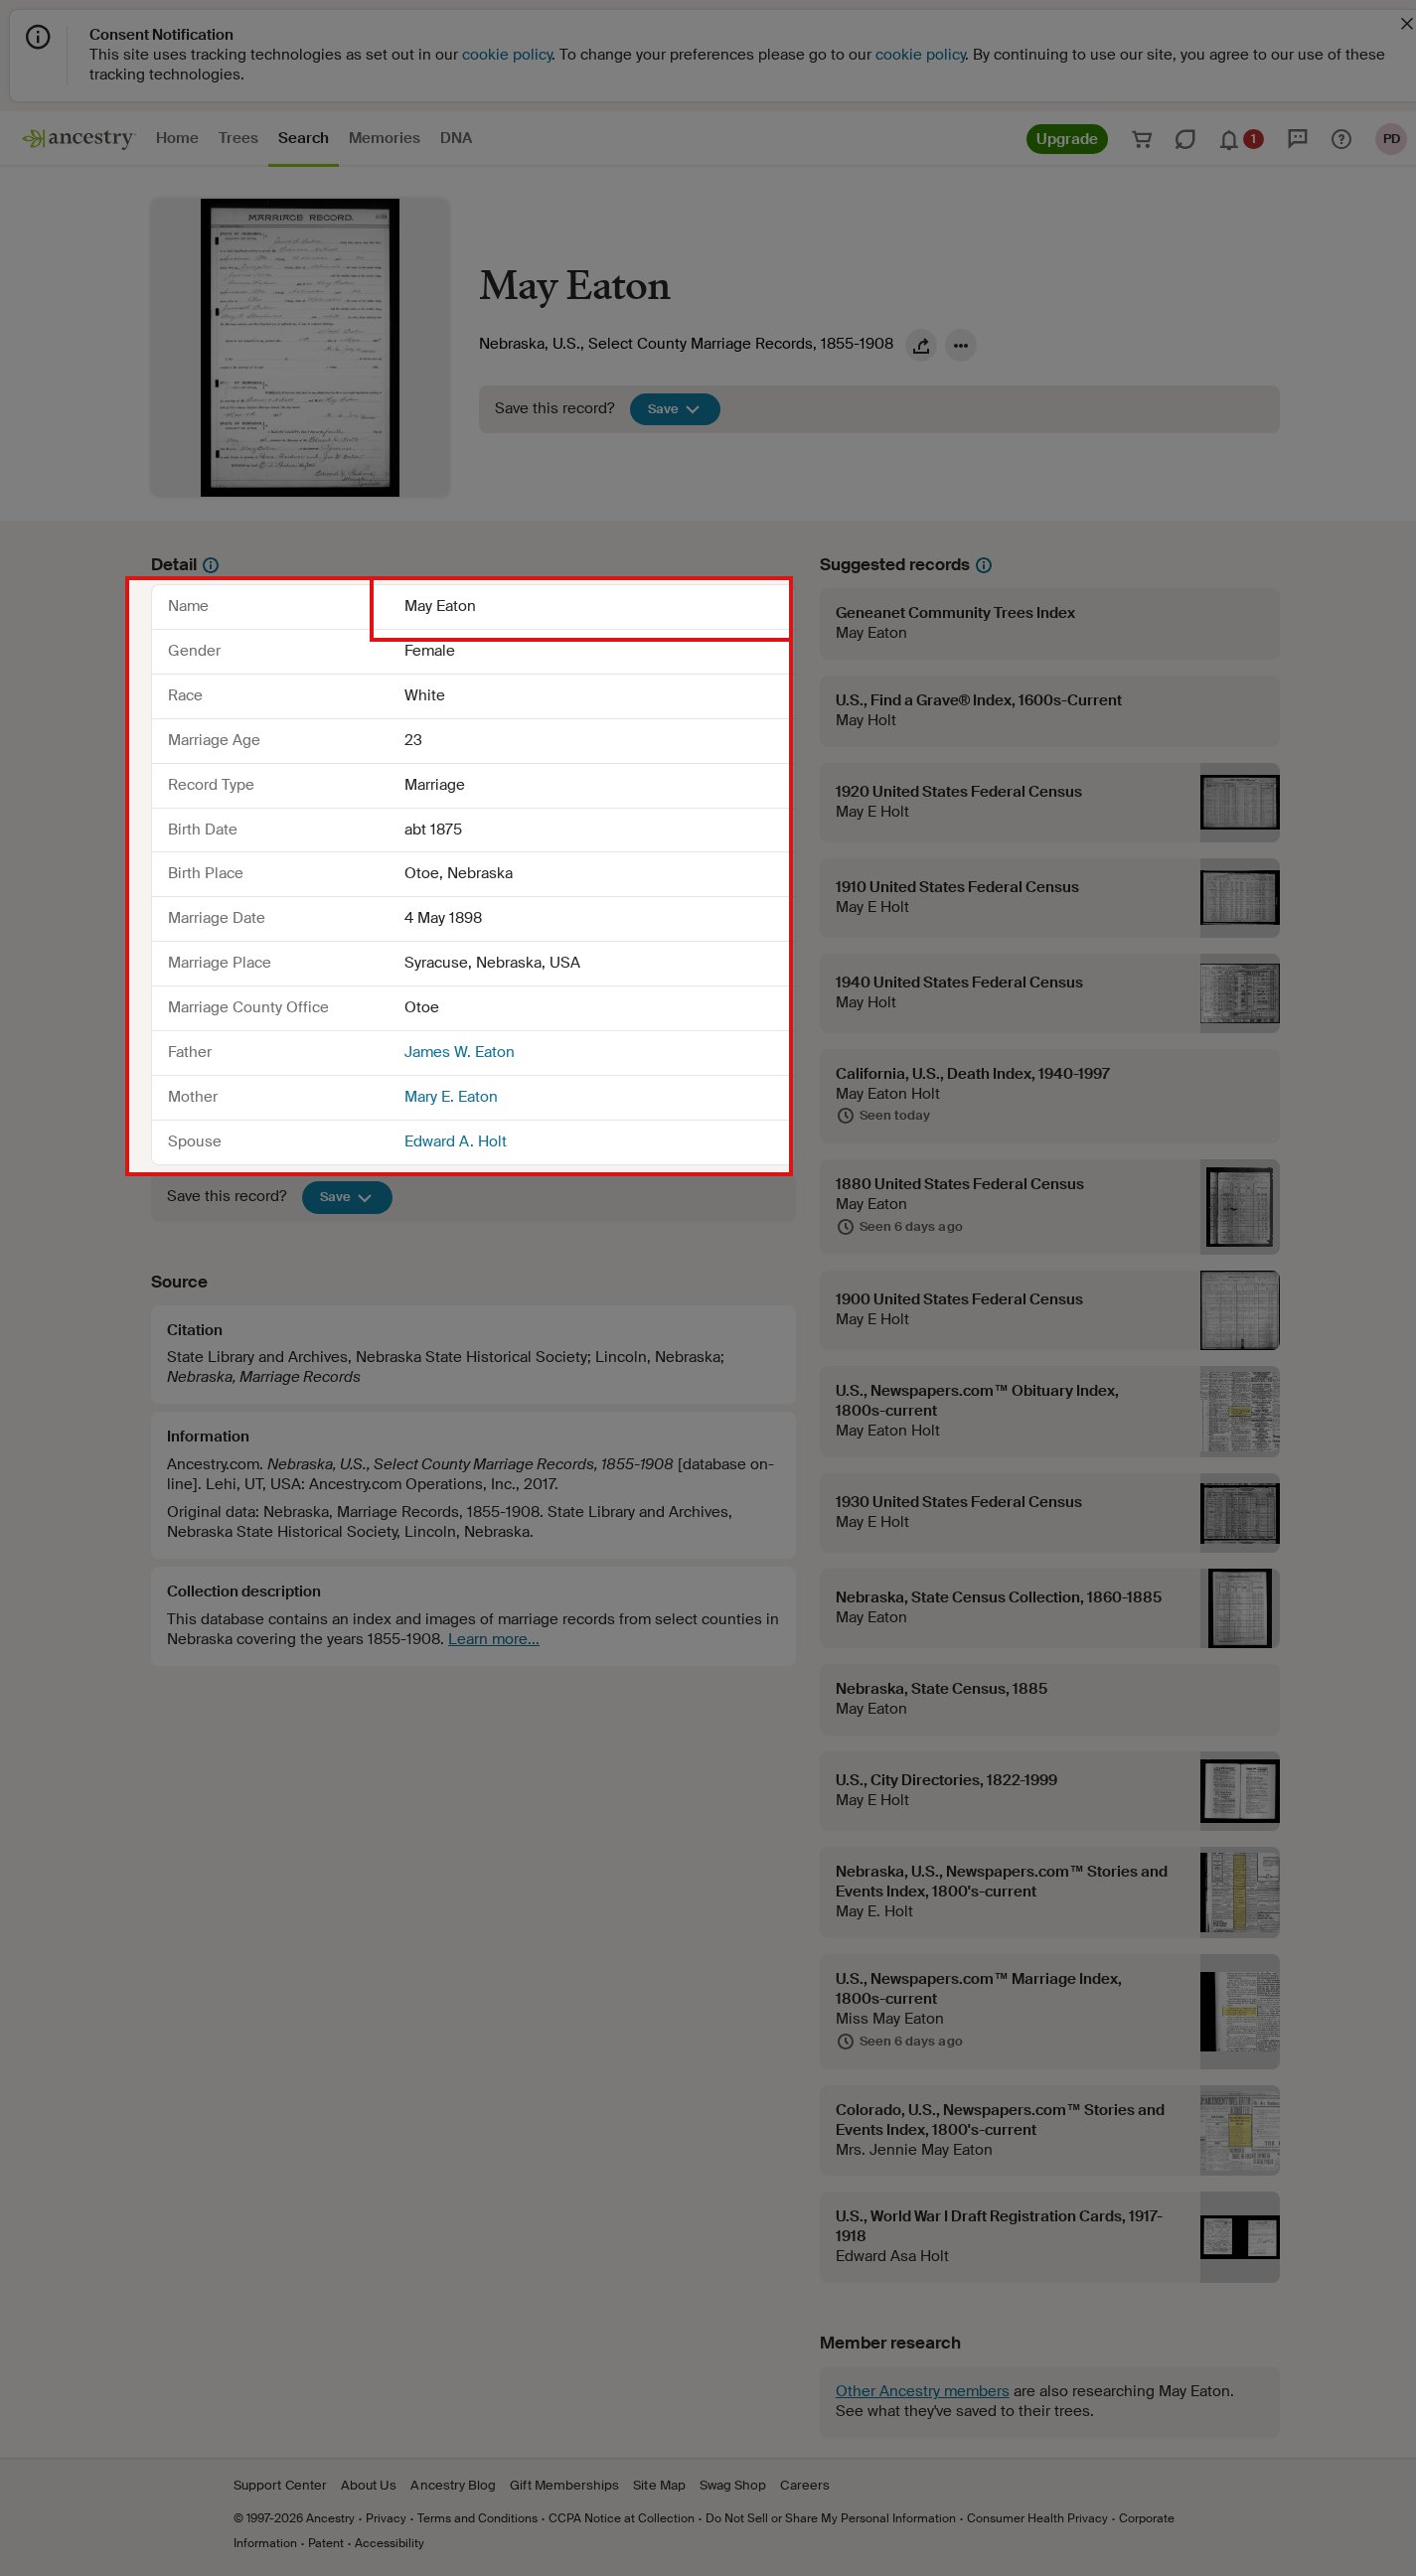 Consent Notification
This site uses tracking technologies as set out in our cookie policy. To change your preferences please go to our cookie policy. By continuing to use our site, you agree to our use of these
tracking technologies.
ancestry Home Trees Search Memories DNA Upgrade 1 PD
MARRIAGE RECORD.
May Eaton
Nebraska, U.S., Select County Marriage Records, 1855-1908
Save this record? Save
Detail
Name May Eaton
Gender Female
Race White
Marriage Age 23
Record Type Marriage
Birth Date abt 1875
Birth Place Otoe, Nebraska
Marriage Date 4 May 1898
Marriage Place Syracuse, Nebraska, USA
Marriage County Office Otoe
Father James W. Eaton
Mother Mary E. Eaton
Spouse Edward A. Holt
Save this record? Save
Source
Citation
State Library and Archives, Nebraska State Historical Society; Lincoln, Nebraska;
Nebraska, Marriage Records
Information
Ancestry.com. Nebraska, U.S., Select County Marriage Records, 1855-1908 [database on-
line]. Lehi, UT, USA: Ancestry.com Operations, Inc., 2017.
Original data: Nebraska, Marriage Records, 1855-1908. State Library and Archives,
Nebraska State Historical Society, Lincoln, Nebraska.
Collection description
This database contains an index and images of marriage records from select counties in
Nebraska covering the years 1855-1908. Learn more...
Suggested records
Geneanet Community Trees Index
May Eaton
U.S., Find a Grave® Index, 1600s-Current
May Holt
1920 United States Federal Census
May E Holt
1910 United States Federal Census
May E Holt
1940 United States Federal Census
May Holt
California, U.S., Death Index, 1940-1997
May Eaton Holt
Seen today
1880 United States Federal Census
May Eaton
Seen 6 days ago
1900 United States Federal Census
May E Holt
U.S., Newspapers.com™ Obituary Index,
1800s-current
May Eaton Holt
1930 United States Federal Census
May E Holt
Nebraska, State Census Collection, 1860-1885
May Eaton
Nebraska, State Census, 1885
May Eaton
U.S., City Directories, 1822-1999
May E Holt
Nebraska, U.S., Newspapers.com™ Stories and
Events Index, 1800's-current
May E. Holt
U.S., Newspapers.com™ Marriage Index,
1800s-current
Miss May Eaton
Seen 6 days ago
Colorado, U.S., Newspapers.com™ Stories and
Events Index, 1800's-current
Mrs. Jennie May Eaton
U.S., World War I Draft Registration Cards, 1917-
1918
Edward Asa Holt
Member research
Other Ancestry members are also researching May Eaton.
See what they've saved to their trees.
Support Center About Us Ancestry Blog Gift Memberships Site Map Swag Shop Careers
© 1997-2026 Ancestry • Privacy • Terms and Conditions • CCPA Notice at Collection • Do Not Sell or Share My Personal Information • Consumer Health Privacy • Corporate
Information • Patent • Accessibility